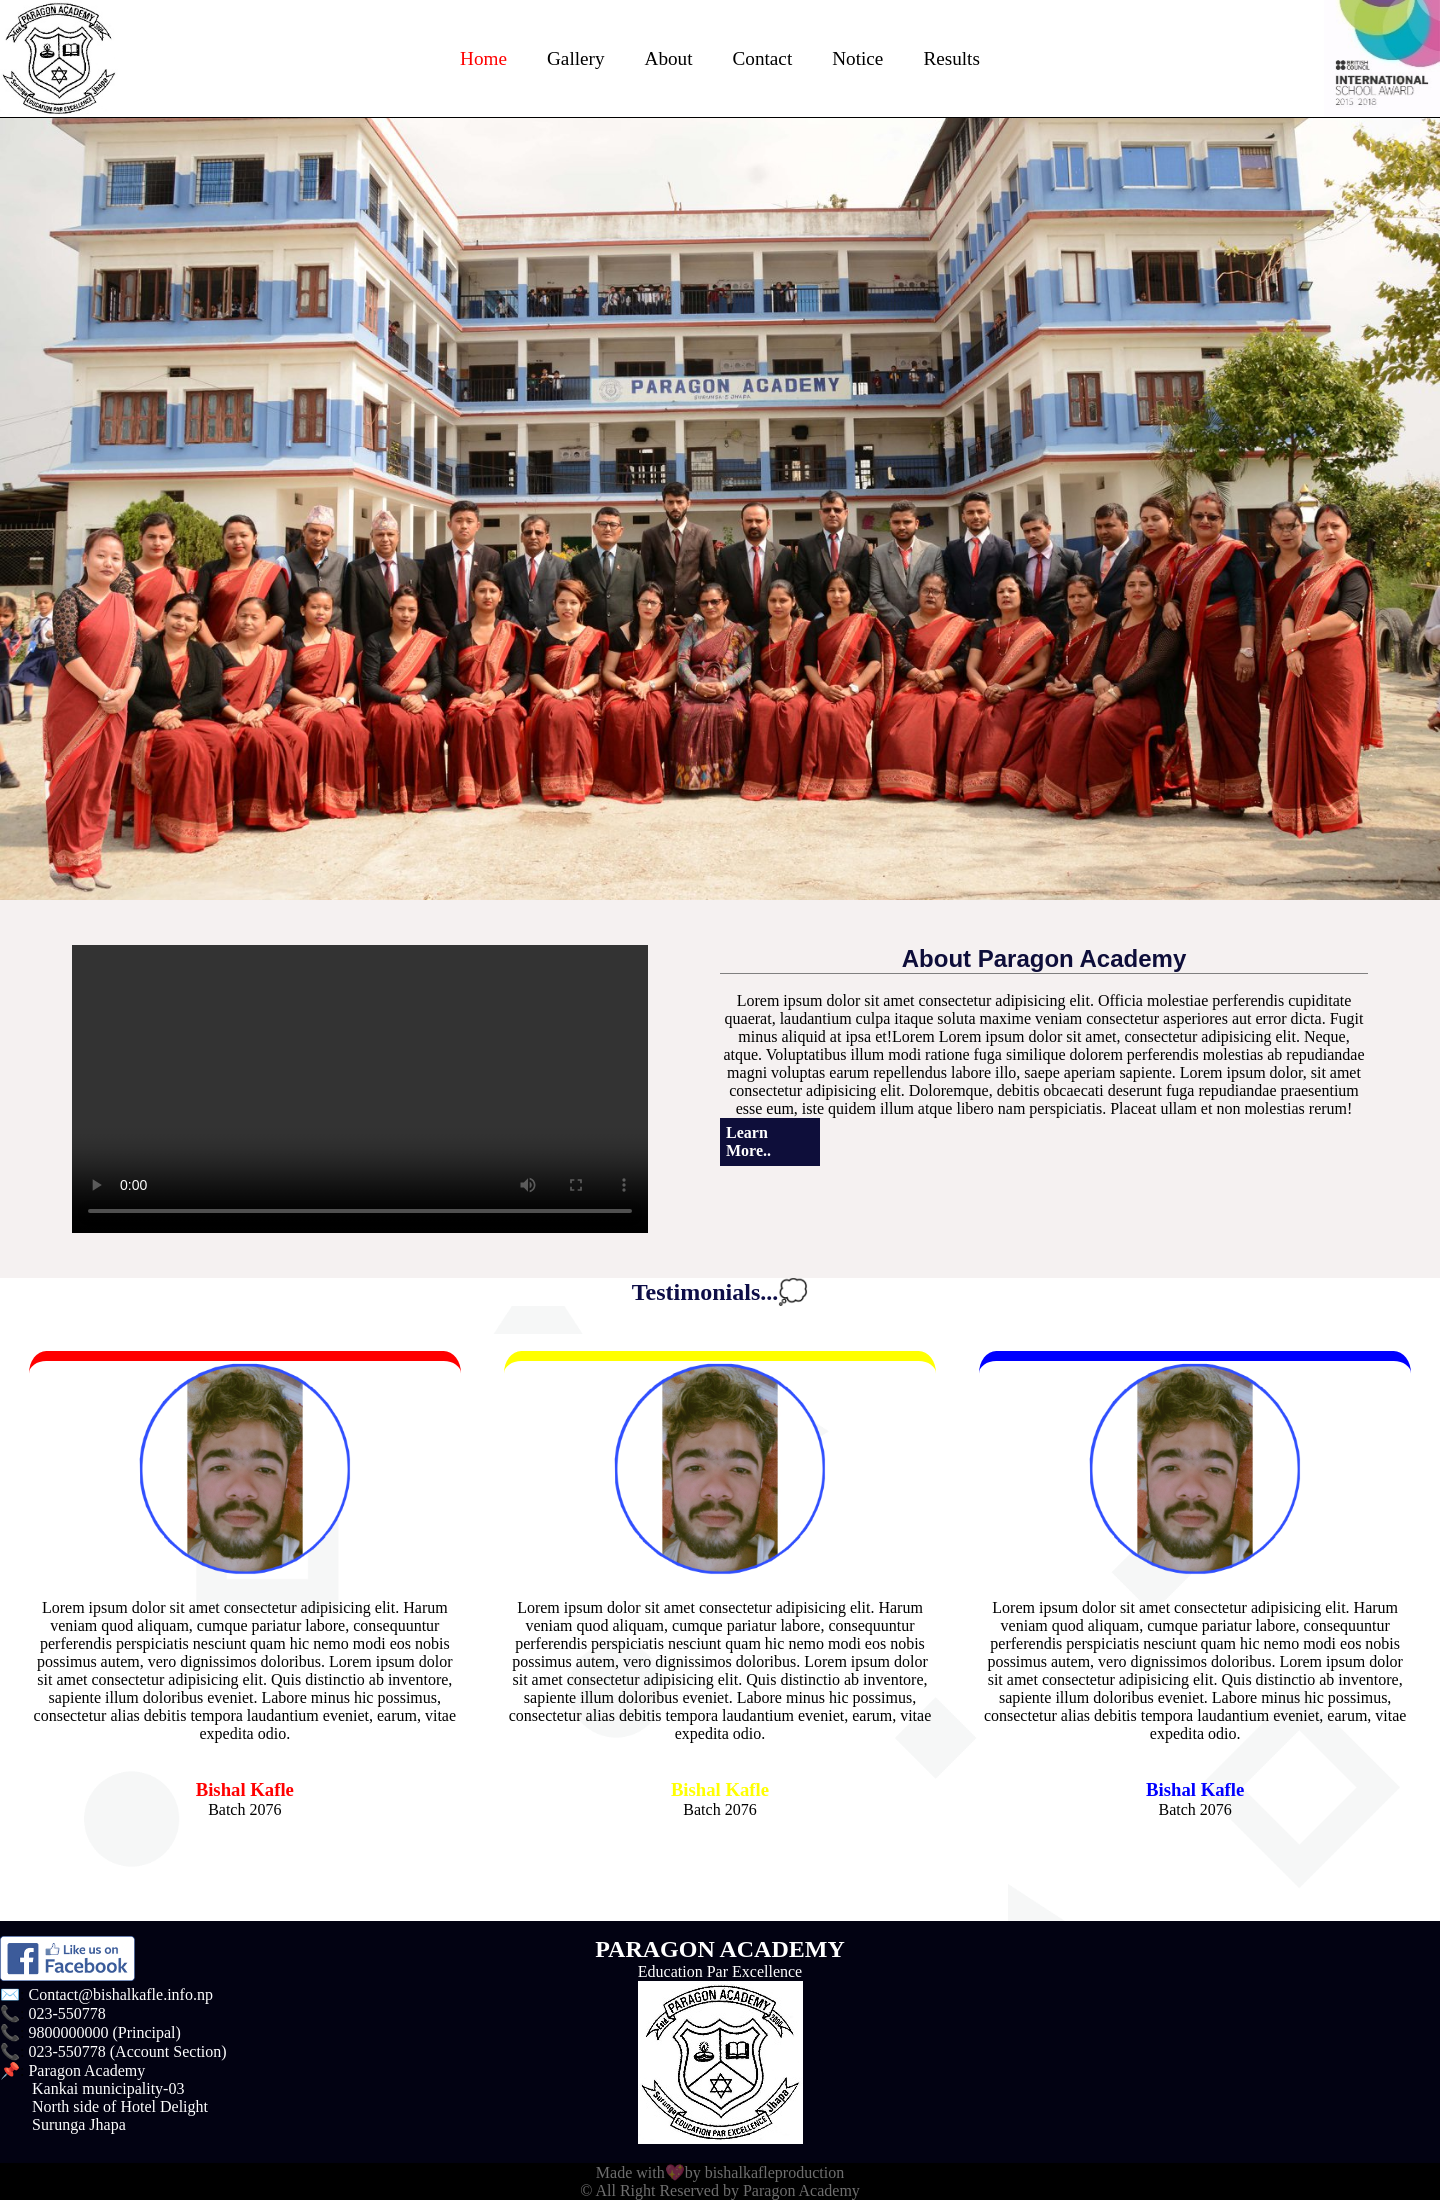 PARAGON ACADEMY
Estd 2000
Surunga Jhapa
EDUCATION PAR EXCELLENCE
Home Gallery About Contact Notice Results
BRITISH COUNCIL
INTERNATIONAL
SCHOOL AWARD
2015 2018
PARAGON ACADEMY
SURUNGA-2 JHAPA
0:00
About Paragon Academy
Lorem ipsum dolor sit amet consectetur adipisicing elit. Officia molestiae perferendis cupiditate
quaerat, laudantium culpa itaque soluta maxime veniam consectetur asperiores aut error dicta. Fugit
minus aliquid at ipsa et!Lorem Lorem ipsum dolor sit amet, consectetur adipisicing elit. Neque,
atque. Voluptatibus illum modi ratione fuga similique dolorem perferendis molestias ab repudiandae
magni voluptas earum repellendus labore illo, saepe aperiam sapiente. Lorem ipsum dolor, sit amet
consectetur adipisicing elit. Doloremque, debitis obcaecati deserunt fuga repudiandae praesentium
esse eum, iste quidem illum atque libero nam perspiciatis. Placeat ullam et non molestias rerum!
Learn
More..
Testimonials...💭
Lorem ipsum dolor sit amet consectetur adipisicing elit. Harum
veniam quod aliquam, cumque pariatur labore, consequuntur
perferendis perspiciatis nesciunt quam hic nemo modi eos nobis
possimus autem, vero dignissimos doloribus. Lorem ipsum dolor
sit amet consectetur adipisicing elit. Quis distinctio ab inventore,
sapiente illum doloribus eveniet. Labore minus hic possimus,
consectetur alias debitis tempora laudantium eveniet, earum, vitae
expedita odio.
Bishal Kafle
Batch 2076
Lorem ipsum dolor sit amet consectetur adipisicing elit. Harum
veniam quod aliquam, cumque pariatur labore, consequuntur
perferendis perspiciatis nesciunt quam hic nemo modi eos nobis
possimus autem, vero dignissimos doloribus. Lorem ipsum dolor
sit amet consectetur adipisicing elit. Quis distinctio ab inventore,
sapiente illum doloribus eveniet. Labore minus hic possimus,
consectetur alias debitis tempora laudantium eveniet, earum, vitae
expedita odio.
Bishal Kafle
Batch 2076
Lorem ipsum dolor sit amet consectetur adipisicing elit. Harum
veniam quod aliquam, cumque pariatur labore, consequuntur
perferendis perspiciatis nesciunt quam hic nemo modi eos nobis
possimus autem, vero dignissimos doloribus. Lorem ipsum dolor
sit amet consectetur adipisicing elit. Quis distinctio ab inventore,
sapiente illum doloribus eveniet. Labore minus hic possimus,
consectetur alias debitis tempora laudantium eveniet, earum, vitae
expedita odio.
Bishal Kafle
Batch 2076
Like us on
Facebook
✉️ Contact@bishalkafle.info.np
📞 023-550778
📞 9800000000 (Principal)
📞 023-550778 (Account Section)
📌 Paragon Academy
Kankai municipality-03
North side of Hotel Delight
Surunga Jhapa
PARAGON ACADEMY
Education Par Excellence
PARAGON ACADEMY
Estd 2000
Surunga Jhapa
EDUCATION PAR EXCELLENCE
Made with💖by bishalkafleproduction
© All Right Reserved by Paragon Academy